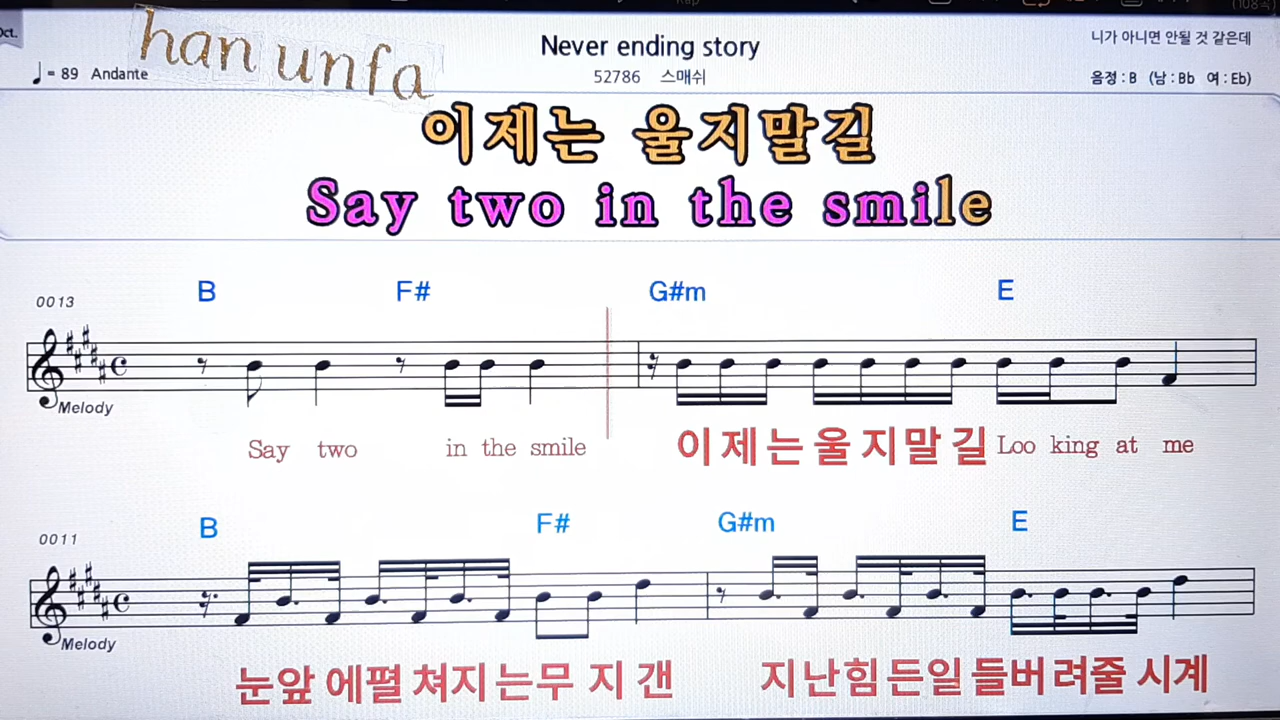 Oct.
han unfa
Never ending story
니가 아니면 안될 것 같은데
♩= 89 Andante
52786 스매쉬
음정 : B (남 : Bb 여 : Eb)
이제는 울지말길
Say two in the smile
B F# G#m E
0013
Melody
Say two in the smile 이 제 는 울 지 말 길 Loo king at me
B F# G#m E
0011
Melody
눈앞 에펼 쳐지 는무 지 갠 지난힘든일 들버려줄 시계